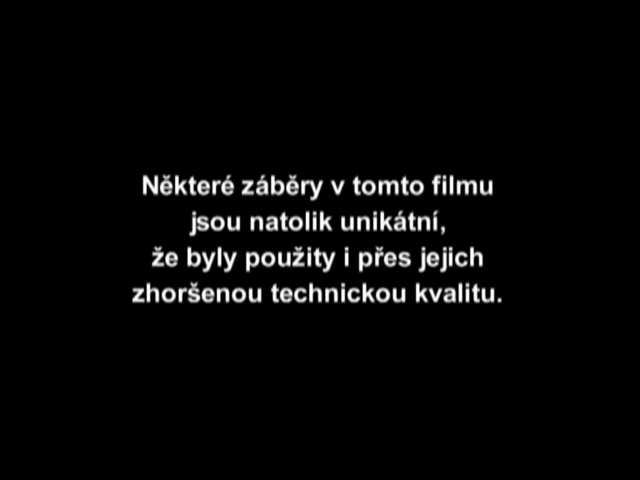 Některé záběry v tomto filmu
jsou natolik unikátní,
že byly použity i přes jejich
zhoršenou technickou kvalitu.